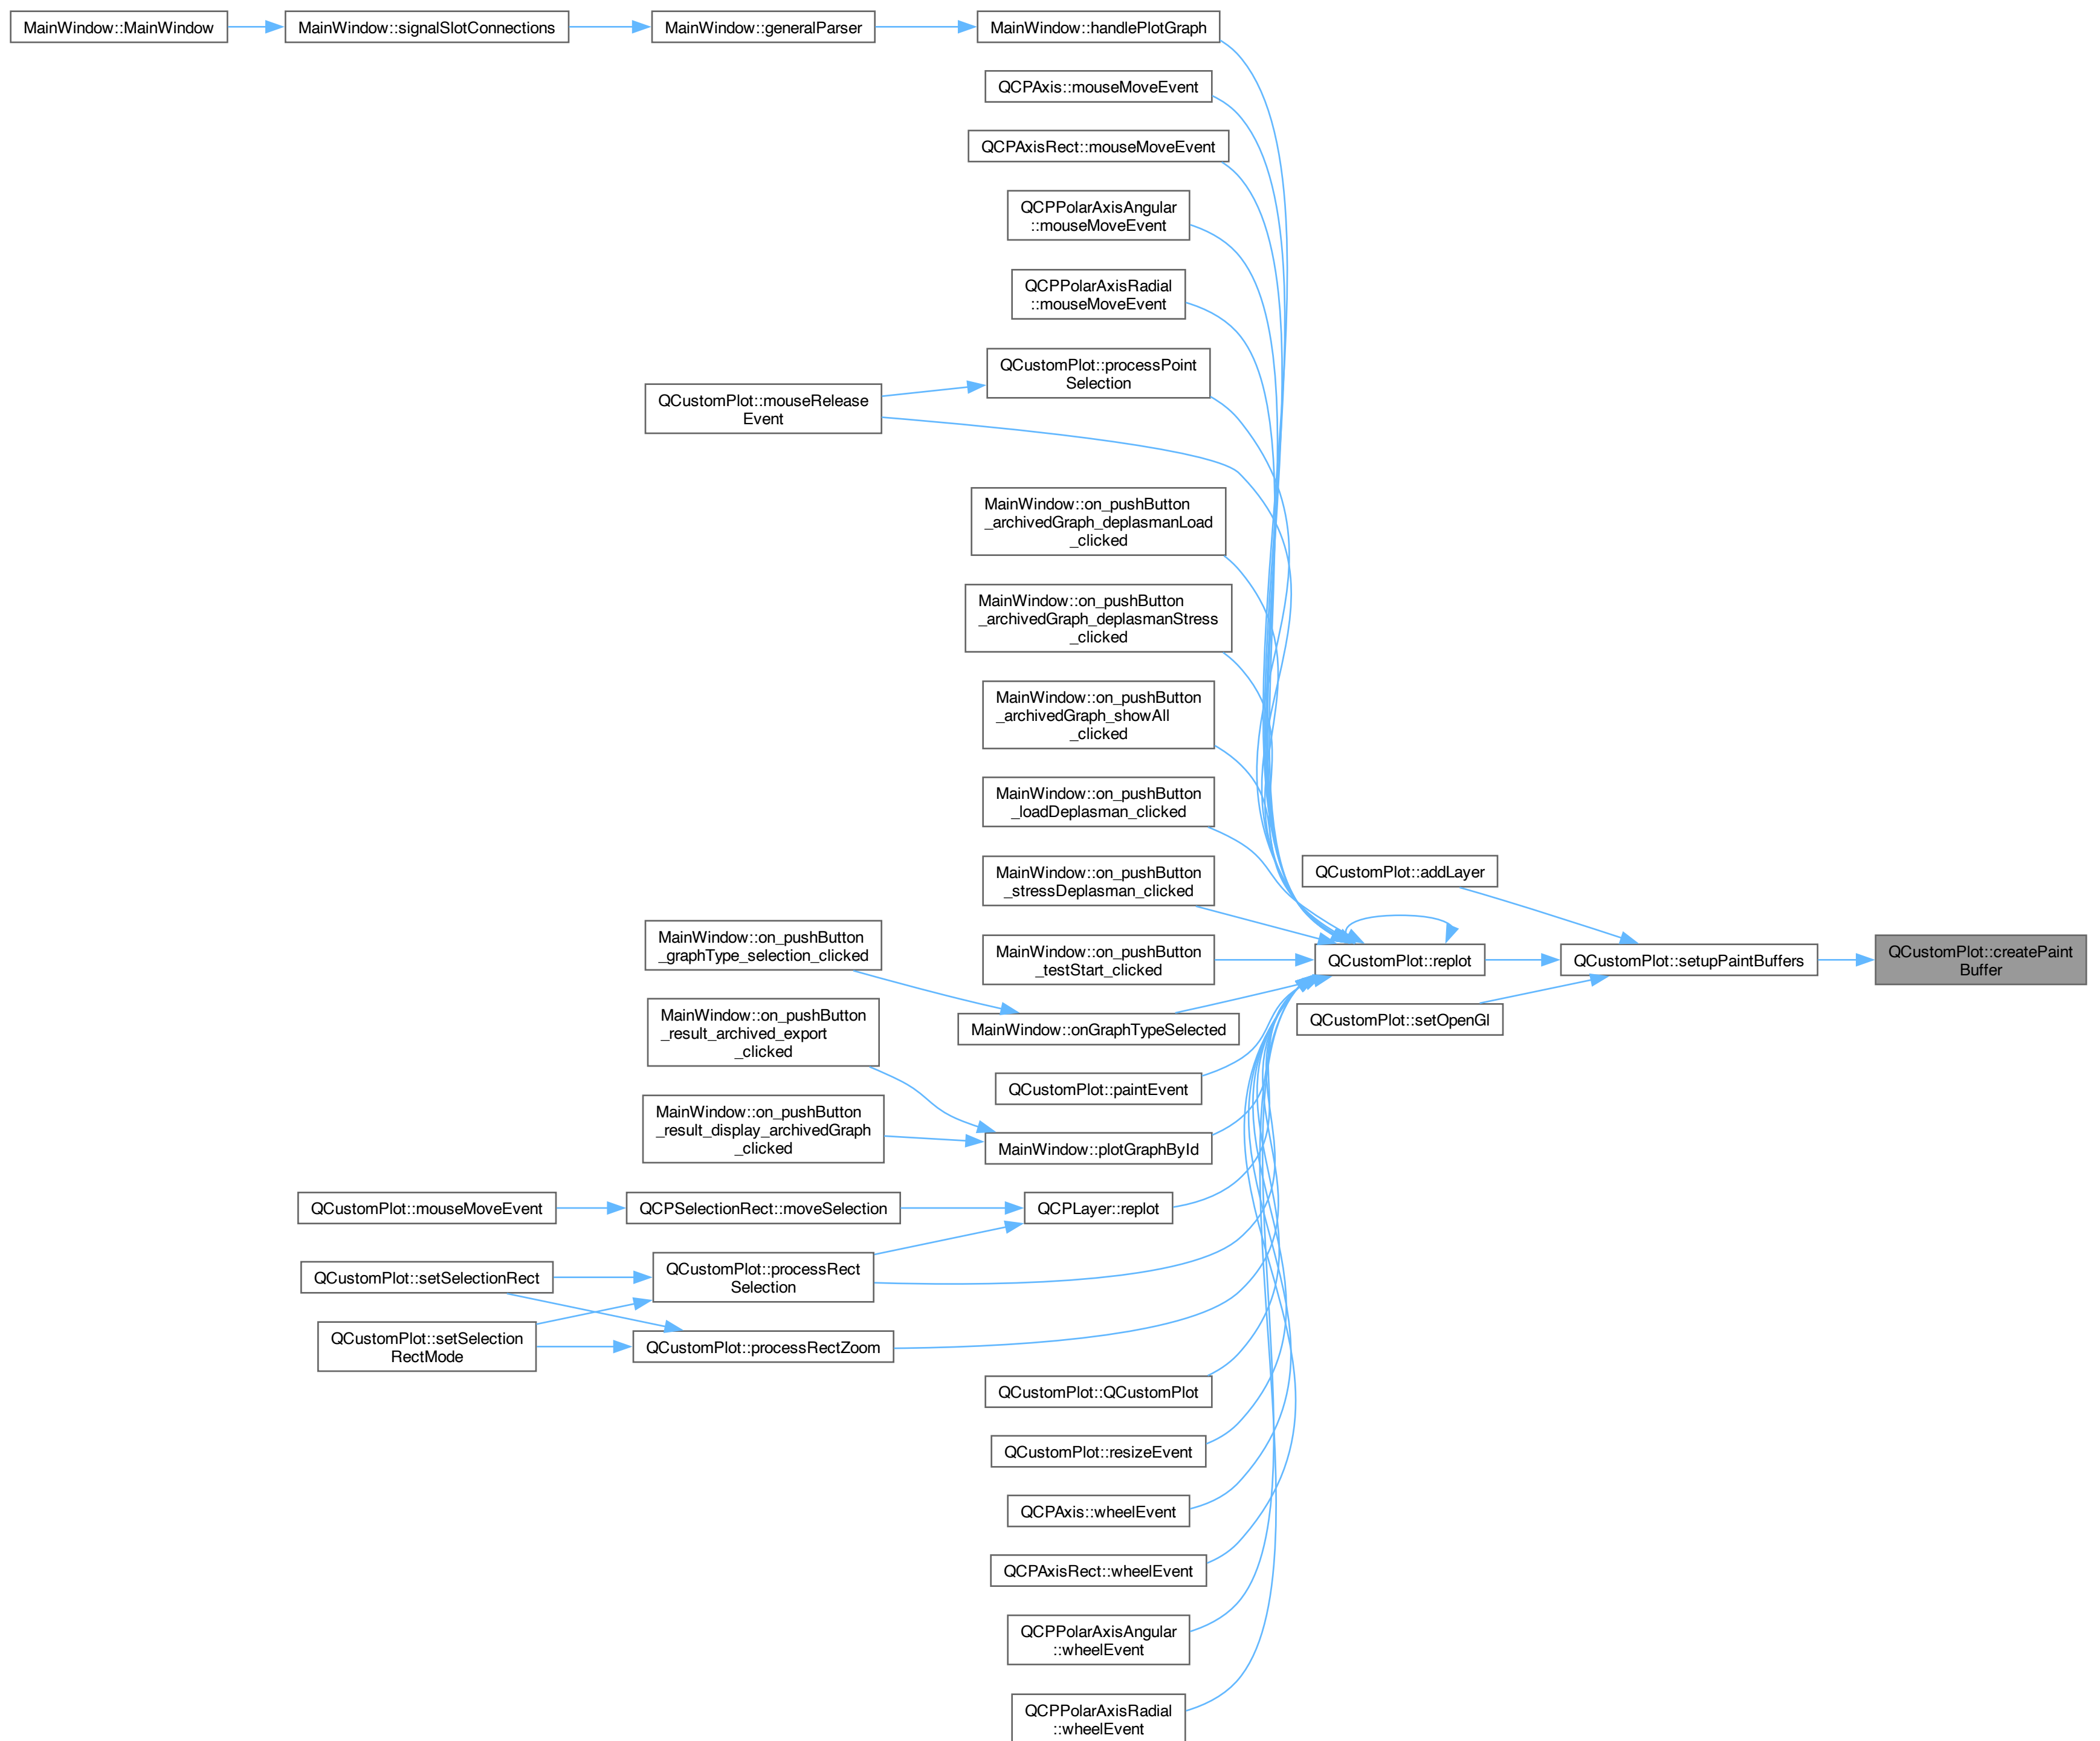 MainWindow::MainWindow
MainWindow::signalSlotConnections
MainWindow::generalParser
MainWindow::handlePlotGraph
QCPAxis::mouseMoveEvent
QCPAxisRect::mouseMoveEvent
QCPPolarAxisAngular
::mouseMoveEvent
QCPPolarAxisRadial
::mouseMoveEvent
QCustomPlot::processPoint
Selection
QCustomPlot::mouseRelease
Event
MainWindow::on_pushButton
_archivedGraph_deplasmanLoad
_clicked
MainWindow::on_pushButton
_archivedGraph_deplasmanStress
_clicked
MainWindow::on_pushButton
_archivedGraph_showAll
_clicked
MainWindow::on_pushButton
_loadDeplasman_clicked
MainWindow::on_pushButton
_stressDeplasman_clicked
QCustomPlot::addLayer
MainWindow::on_pushButton
_graphType_selection_clicked
MainWindow::on_pushButton
_testStart_clicked
QCustomPlot::replot
QCustomPlot::setupPaintBuffers
QCustomPlot::createPaint
Buffer
MainWindow::onGraphTypeSelected
QCustomPlot::setOpenGl
MainWindow::on_pushButton
_result_archived_export
_clicked
QCustomPlot::paintEvent
MainWindow::on_pushButton
_result_display_archivedGraph
_clicked
MainWindow::plotGraphById
QCustomPlot::mouseMoveEvent
QCPSelectionRect::moveSelection
QCPLayer::replot
QCustomPlot::setSelectionRect
QCustomPlot::processRect
Selection
QCustomPlot::setSelection
RectMode
QCustomPlot::processRectZoom
QCustomPlot::QCustomPlot
QCustomPlot::resizeEvent
QCPAxis::wheelEvent
QCPAxisRect::wheelEvent
QCPPolarAxisAngular
::wheelEvent
QCPPolarAxisRadial
::wheelEvent